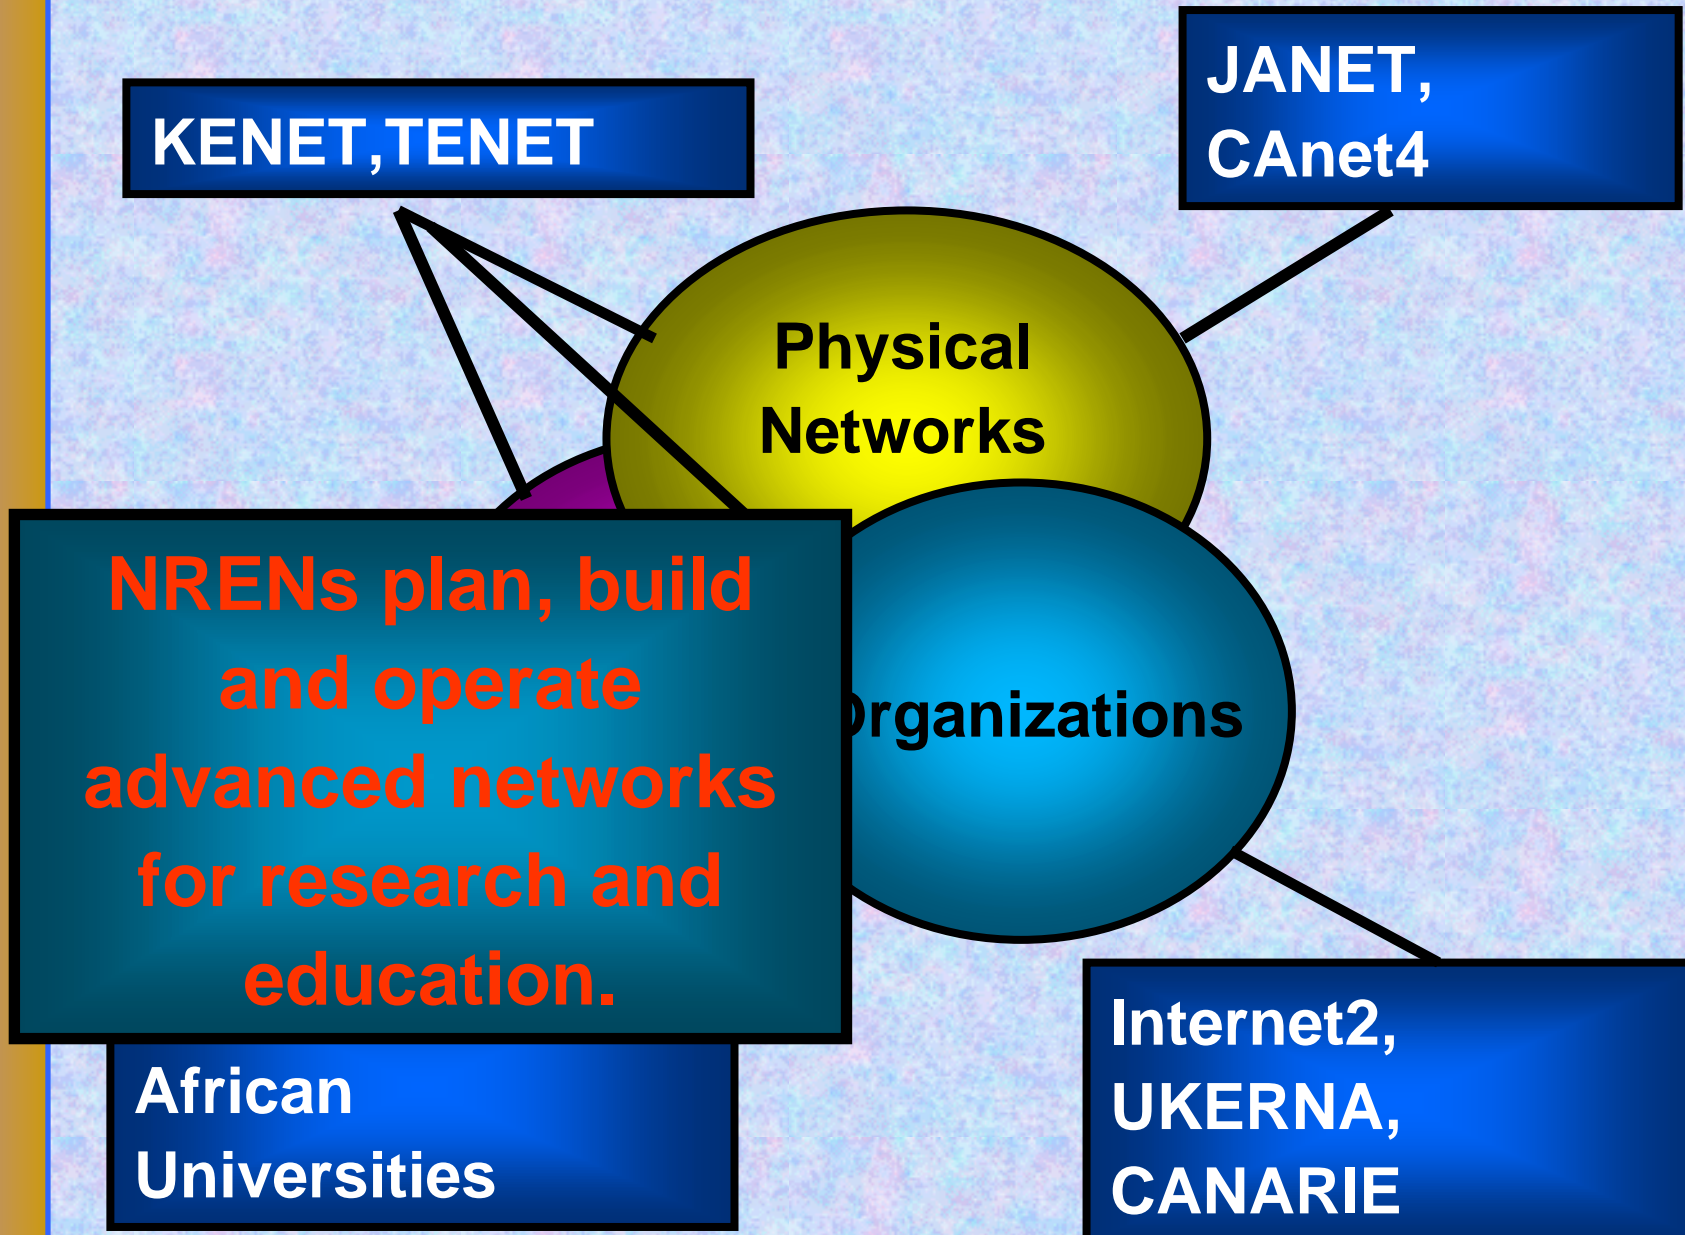 JANET,
CAnet4
KENET,TENET
Physical
Networks
NRENs plan, build
and operate
advanced networks
for research and
education.
Organizations
African
Universities
Internet2,
UKERNA,
CANARIE